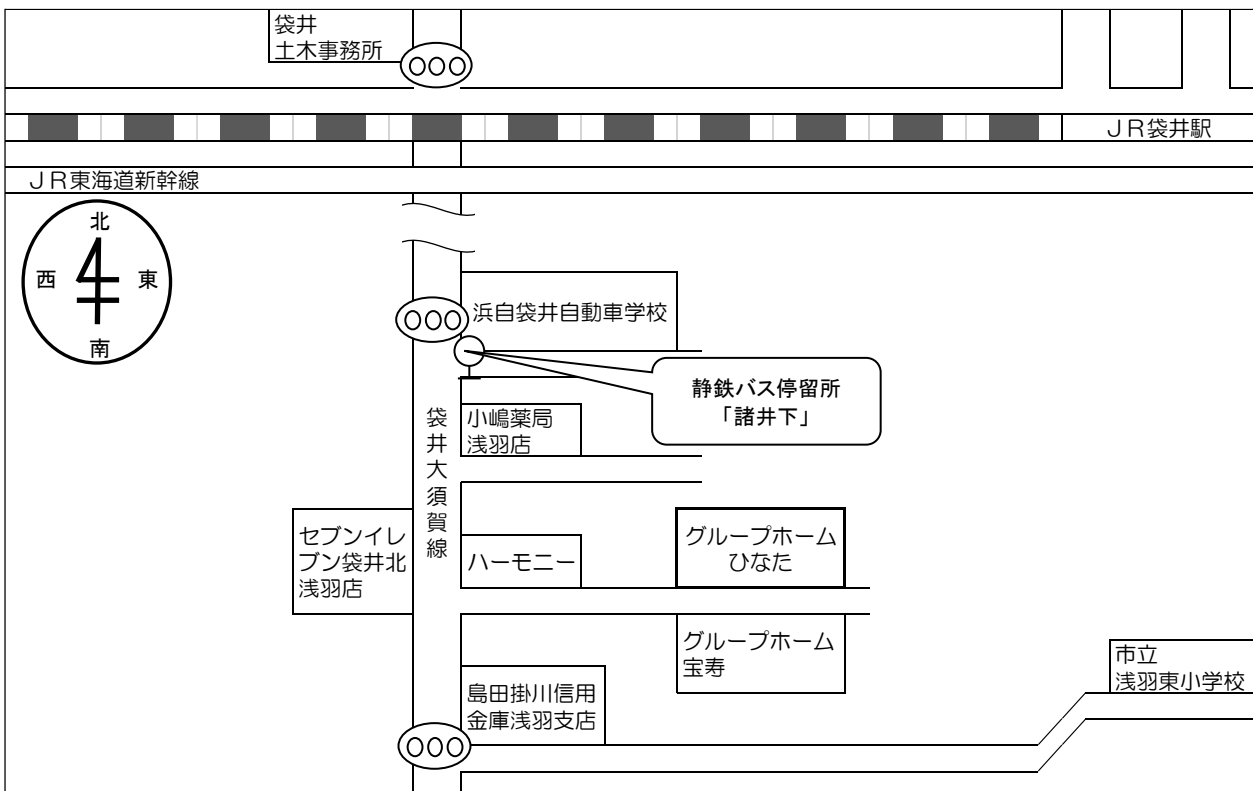 袋井
土木事務所
ＪＲ袋井駅
ＪＲ東海道新幹線
北
西
東
南
浜自袋井自動車学校
静鉄バス停留所
「諸井下」
袋井大須賀線
小嶋薬局
浅羽店
セブンイレ
ブン袋井北
浅羽店
ハーモニー
グループホーム
ひなた
グループホーム
宝寿
市立
浅羽東小学校
島田掛川信用
金庫浅羽支店